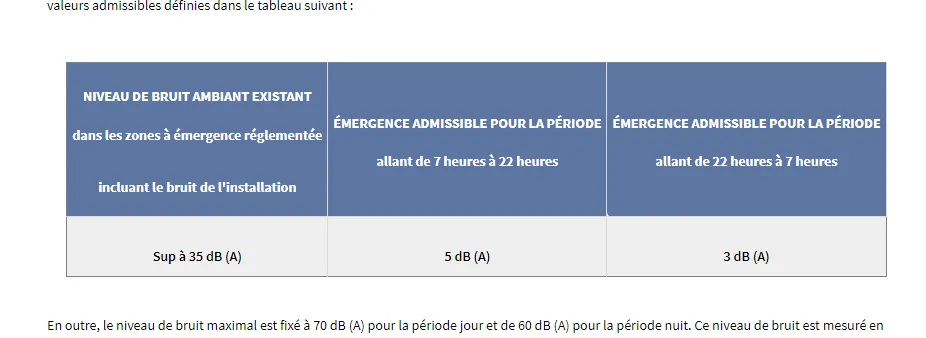 valeurs admissibles définies dans le tableau suivant :
NIVEAU DE BRUIT AMBIANT EXISTANT
dans les zones à émergence réglementée
incluant le bruit de l'installation
ÉMERGENCE ADMISSIBLE POUR LA PÉRIODE
allant de 7 heures à 22 heures
ÉMERGENCE ADMISSIBLE POUR LA PÉRIODE
allant de 22 heures à 7 heures
Sup à 35 dB (A)
5 dB (A)
3 dB (A)
En outre, le niveau de bruit maximal est fixé à 70 dB (A) pour la période jour et de 60 dB (A) pour la période nuit. Ce niveau de bruit est mesuré en